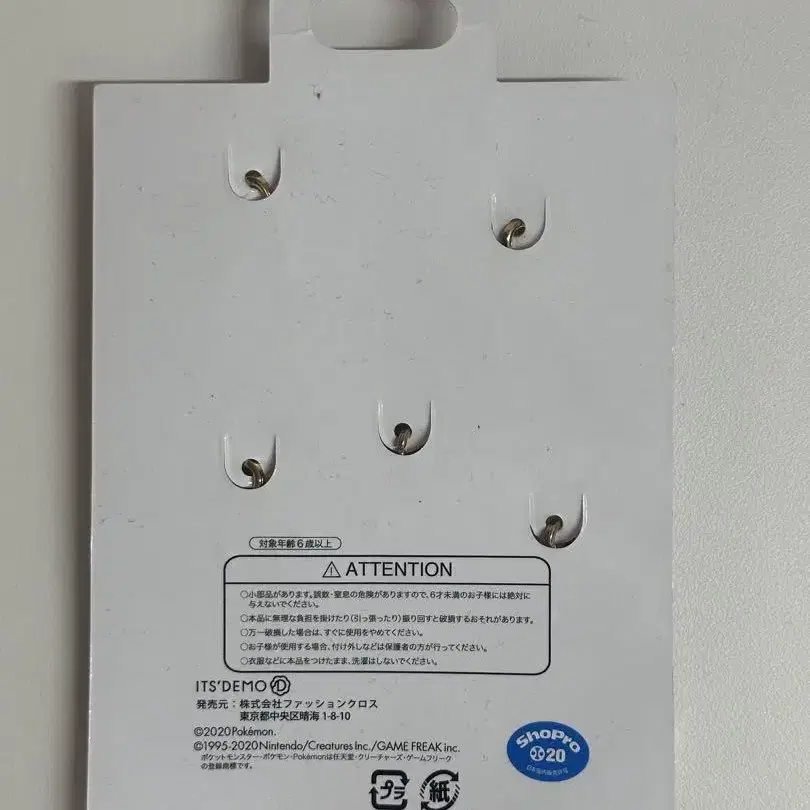 対象年齢6歳以上
⚠ ATTENTION
○小部品があります。誤飲・窒息の危険がありますので、6才未満のお子様には絶対に
与えないでください。
○本品に無理な負担を掛けたり(引っ張ったり)振り回すと破損するおそれがあります。
○万一破損した場合は、すぐに使用をやめてください。
○お子様が使用する場合、付け外しなどは保護者の方が行ってください。
○衣服などに本品をつけたまま、洗濯はしないでください。
ITS'DEMO
発売元：株式会社ファッションクロス
東京都中央区晴海 1-8-10
©2020 Pokémon.
©1995-2020 Nintendo/Creatures Inc./GAME FREAK inc.
ポケットモンスター・ポケモン・Pokémonは任天堂・クリーチャーズ・ゲームフリーク
の登録商標です。
ShoPro
20
日本国内販売許可
プラ
紙